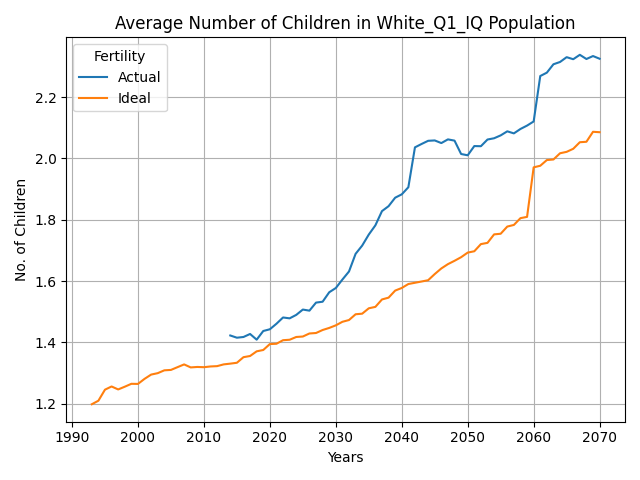 Average Number of Children in White_Q1_IQ Population
Fertility
Actual
Ideal
No. of Children
2.2
2.0
1.8
1.6
1.4
1.2
1990 2000 2010 2020 2030 2040 2050 2060 2070
Years